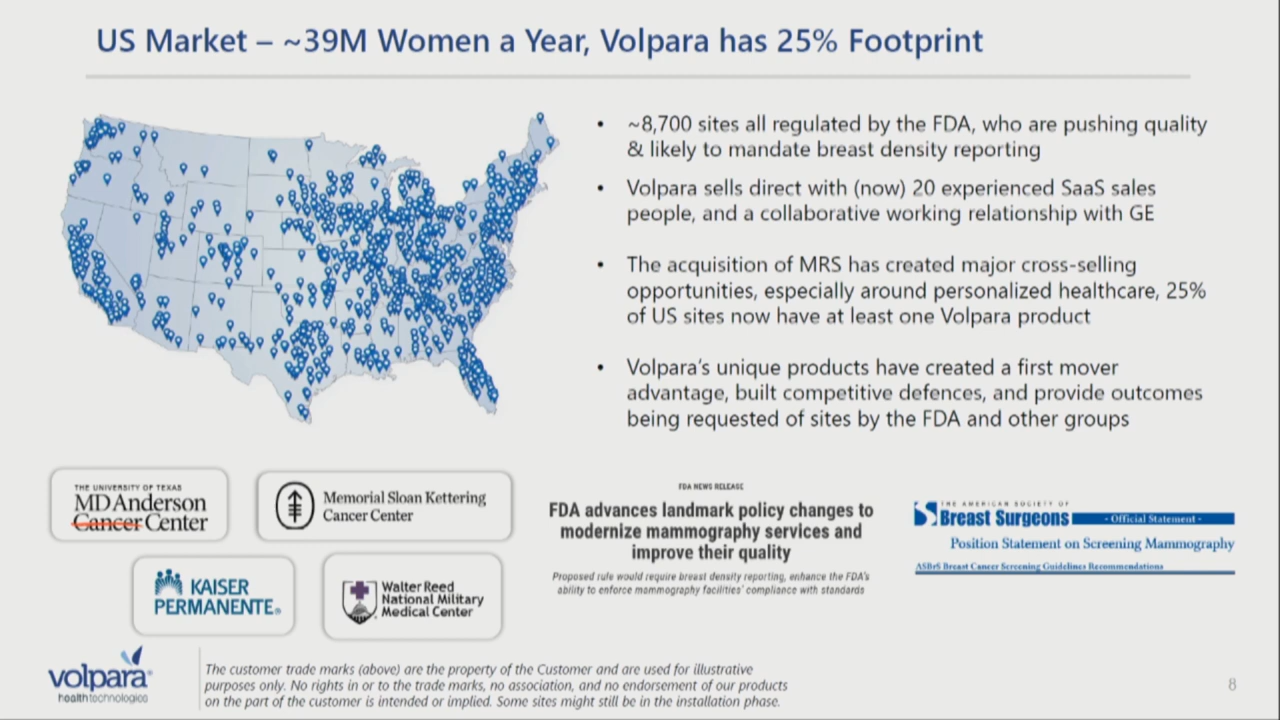 US Market – ~39M Women a Year, Volpara has 25% Footprint
• ~8,700 sites all regulated by the FDA, who are pushing quality
& likely to mandate breast density reporting
• Volpara sells direct with (now) 20 experienced SaaS sales
people, and a collaborative working relationship with GE
• The acquisition of MRS has created major cross-selling
opportunities, especially around personalized healthcare, 25%
of US sites now have at least one Volpara product
• Volpara's unique products have created a first mover
advantage, built competitive defences, and provide outcomes
being requested of sites by the FDA and other groups
THE UNIVERSITY OF TEXAS
MD Anderson
Cancer Center
Memorial Sloan Kettering
Cancer Center
KAISER
PERMANENTE®
Walter Reed
National Military
Medical Center
FDA NEWS RELEASE
FDA advances landmark policy changes to
modernize mammography services and
improve their quality
Proposed rule would require breast density reporting, enhance the FDA's
ability to enforce mammography facilities' compliance with standards
THE AMERICAN SOCIETY OF
Breast Surgeons - Official Statement -
Position Statement on Screening Mammography
ASBrS Breast Cancer Screening Guidelines Recommendations
volpara®
healthtechnologies
The customer trade marks (above) are the property of the Customer and are used for illustrative
purposes only. No rights in or to the trade marks, no association, and no endorsement of our products
on the part of the customer is intended or implied. Some sites might still be in the installation phase.
8